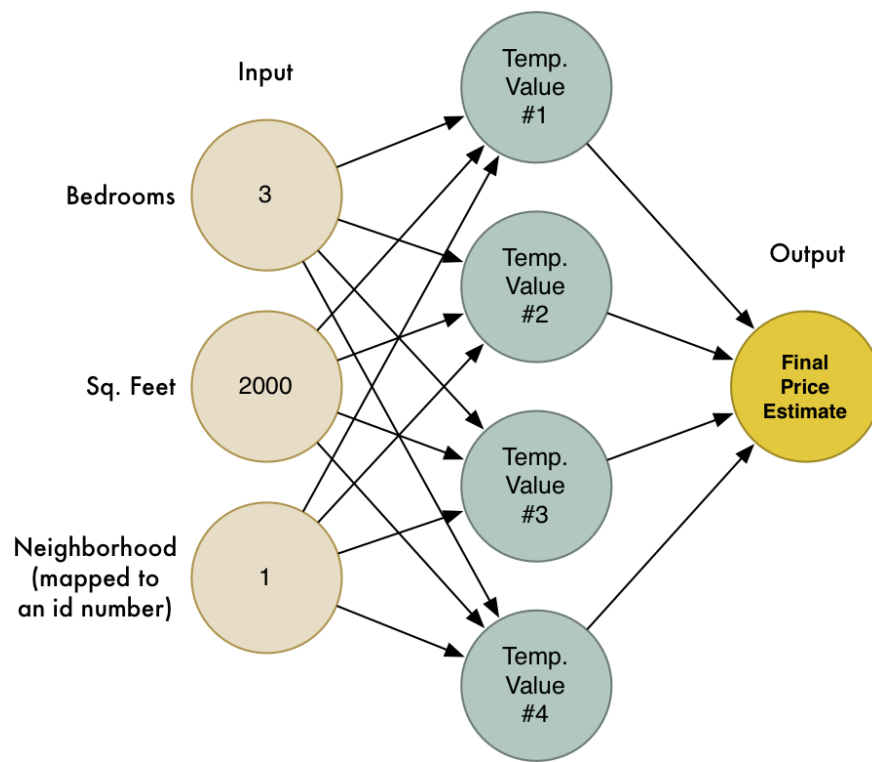 Input
Bedrooms
3
Sq. Feet
2000
Neighborhood
(mapped to
an id number)
1
Temp.
Value
#1
Temp.
Value
#2
Temp.
Value
#3
Temp.
Value
#4
Output
Final
Price
Estimate